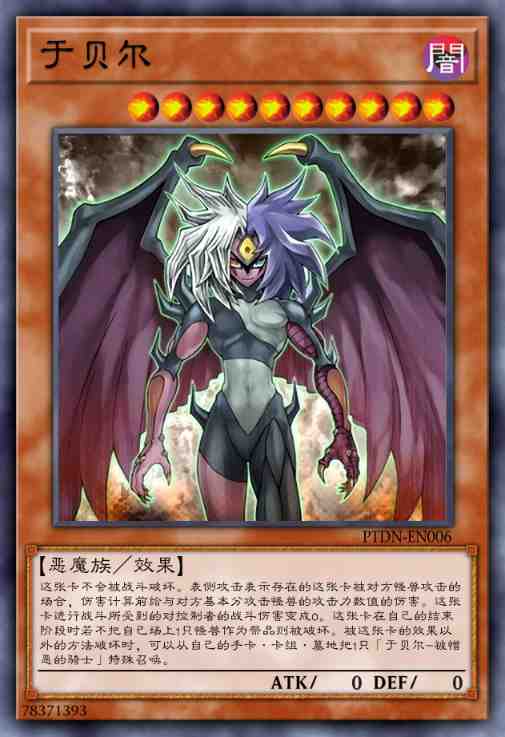 于贝尔
闇
PTDN-EN006
【恶魔族／效果】
这张卡不会被战斗破坏。表侧攻击表示存在的这张卡被对方怪兽攻击的
场合，伤害计算前给与对方基本分攻击怪兽的攻击力数值的伤害。这张
卡进行战斗所受到的对控制者的战斗伤害变成0。这张卡在自己的结束
阶段时若不把自己场上1只怪兽作为祭品则被破坏。被这张卡的效果以
外的方法破坏时，可以从自己的手卡·卡组·墓地把1只「于贝尔-被憎
恶的骑士」特殊召唤。
ATK/ 0 DEF/ 0
78371393